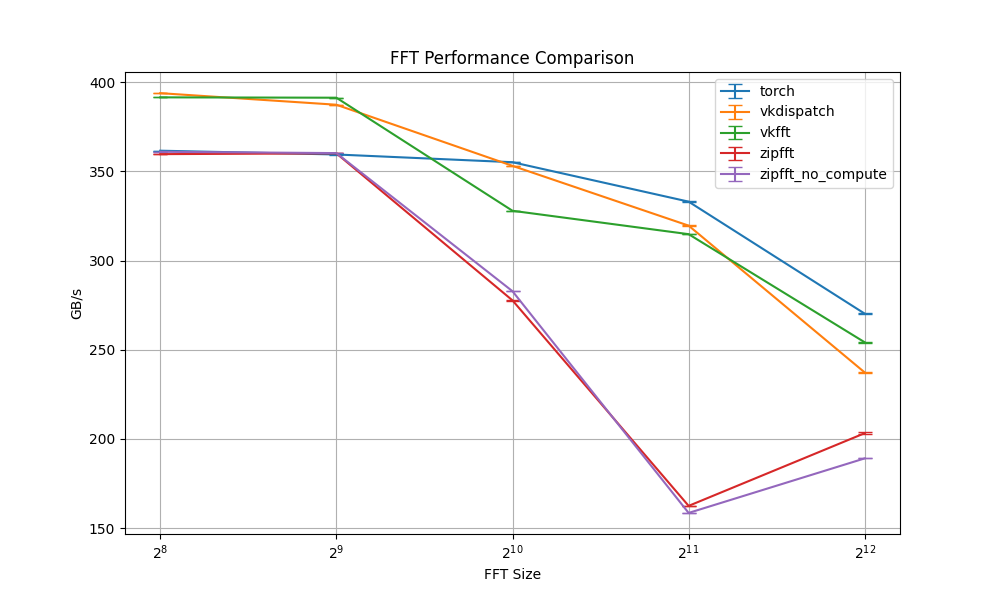 FFT Performance Comparison
400
350
300
250
200
150
GB/s
2^8
2^9
2^10
2^11
2^12
FFT Size
torch
vkdispatch
vkfft
zipfft
zipfft_no_compute